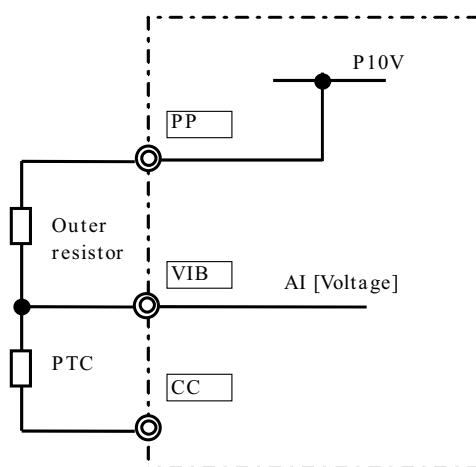 P10V
PP
Outer
resistor
VIB
AI [Voltage]
PTC
CC